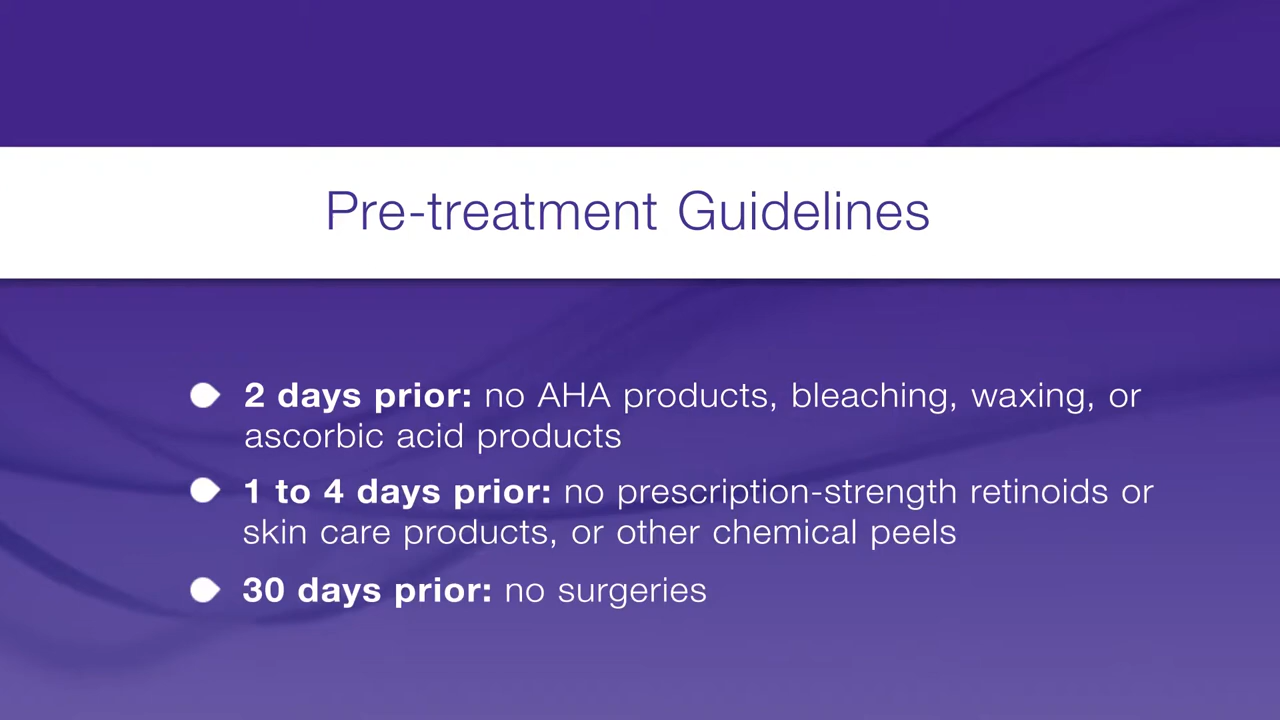 Pre-treatment Guidelines
2 days prior: no AHA products, bleaching, waxing, or
ascorbic acid products
1 to 4 days prior: no prescription-strength retinoids or
skin care products, or other chemical peels
30 days prior: no surgeries